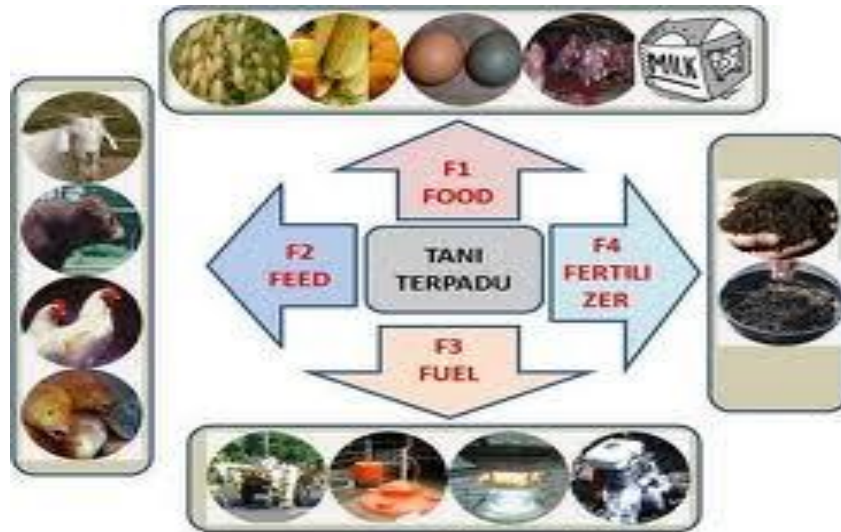 MILK
F1
FOOD
F2
FEED
TANI
TERPADU
F4
FERTILI
ZER
F3
FUEL